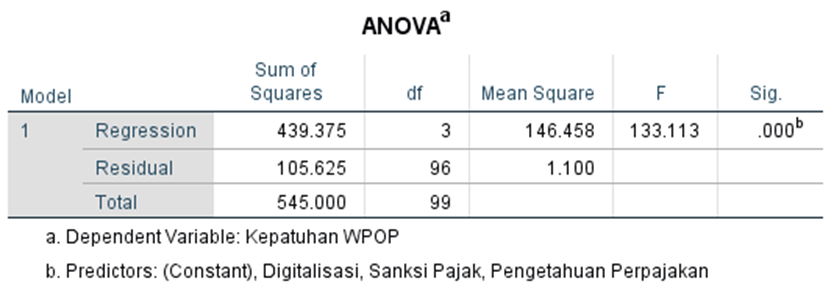 ANOVAa
Model Sum of Squares df Mean Square F Sig.
1 Regression 439.375 3 146.458 133.113 .000b
Residual 105.625 96 1.100
Total 545.000 99
a. Dependent Variable: Kepatuhan WPOP
b. Predictors: (Constant), Digitalisasi, Sanksi Pajak, Pengetahuan Perpajakan